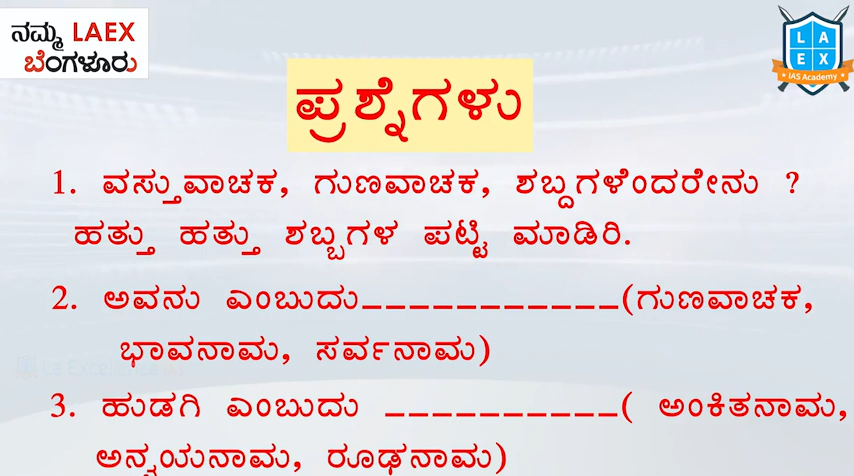 ನಮ್ಮ LAEX
ಬೆಂಗಳೂರು
L A
E X
IAS Academy
ಪ್ರಶ್ನೆಗಳು
1. ವಸ್ತುವಾಚಕ, ಗುಣವಾಚಕ, ಶಬ್ದಗಳೆಂದರೇನು ?
ಹತ್ತು ಹತ್ತು ಶಬ್ಬಗಳ ಪಟ್ಟಿ ಮಾಡಿರಿ.
2. ಅವನು ಎಂಬುದು___________(ಗುಣವಾಚಕ,
ಭಾವನಾಮ, ಸರ್ವನಾಮ)
3. ಹುಡಗಿ ಎಂಬುದು __________( ಅಂಕಿತನಾಮ,
ಅನ್ವಯನಾಮ, ರೂಢನಾಮ)